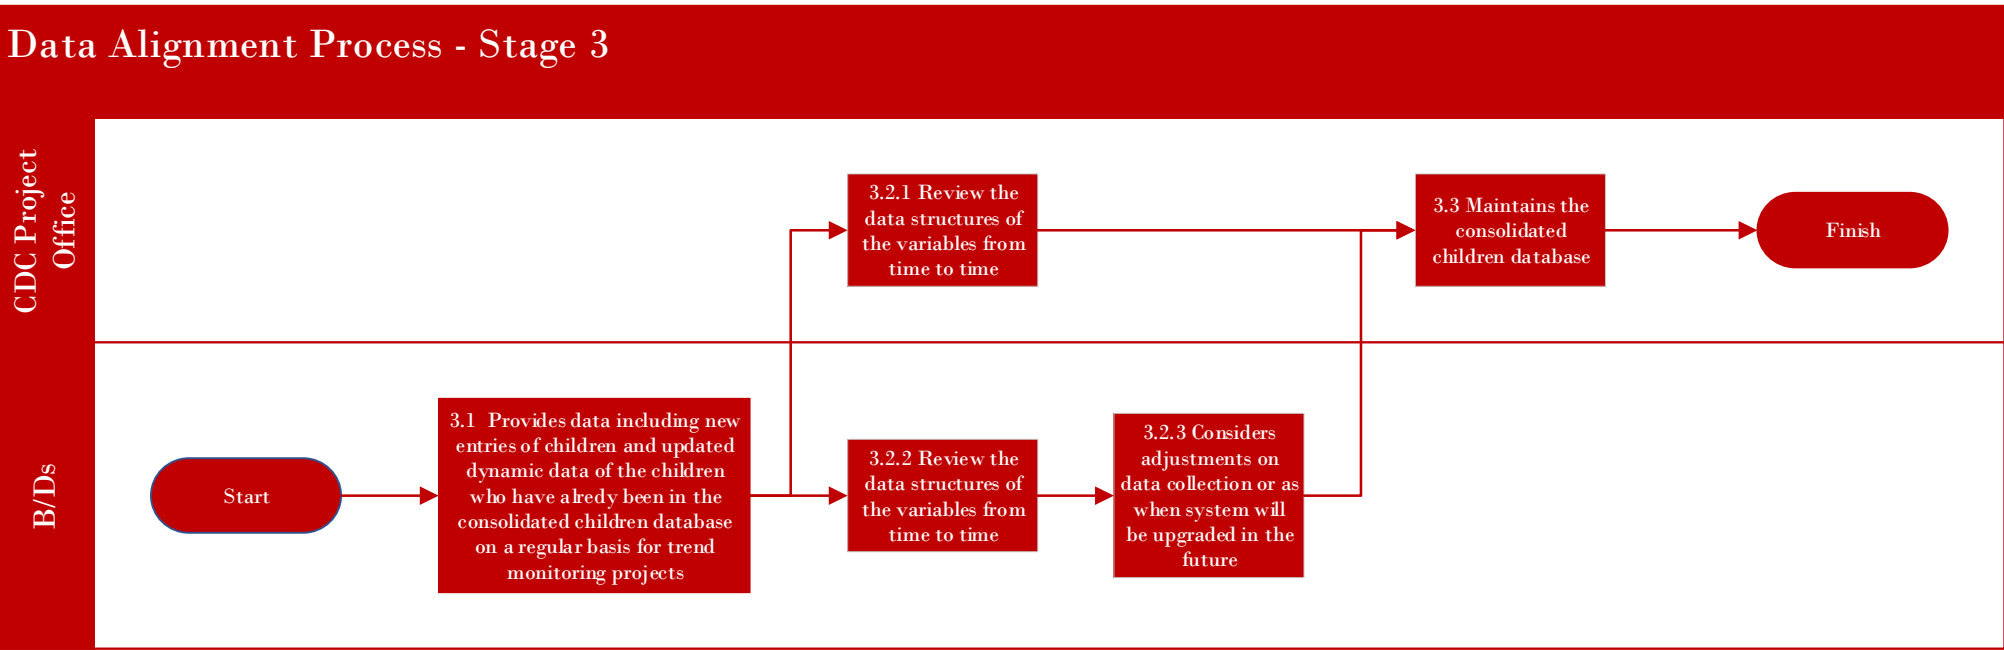 Data Alignment Process - Stage 3
CDC Project
Office
3.2.1 Review the
data structures of
the variables from
time to time
3.3 Maintains the
consolidated
children database
Finish
B/Ds
Start
3.1  Provides data including new
entries of children and updated
dynamic data of the children
who have alredy been in the
consolidated children database
on a regular basis for trend
monitoring projects
3.2.2 Review the
data structures of
the variables from
time to time
3.2.3 Considers
adjustments on
data collection or as
when system will
be upgraded in the
future